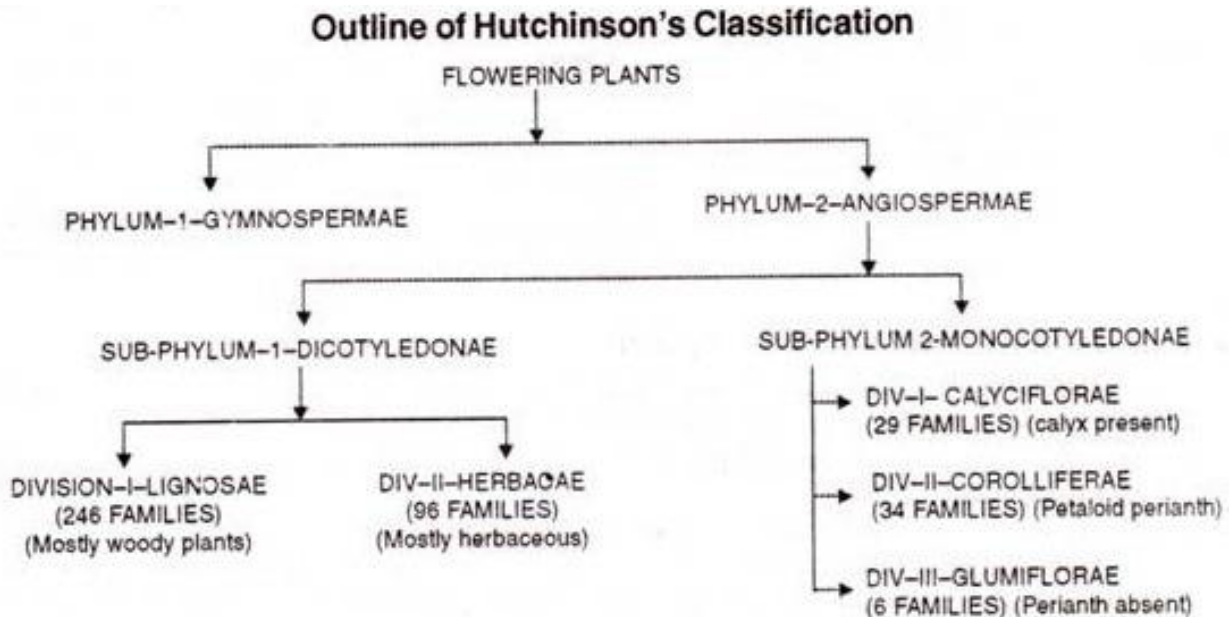 Outline of Hutchinson's Classification
FLOWERING PLANTS
PHYLUM–1–GYMNOSPERMAE
PHYLUM–2–ANGIOSPERMAE
SUB-PHYLUM–1–DICOTYLEDONAE
SUB-PHYLUM 2-MONOCOTYLEDONAE
DIVISION–I–LIGNOSAE
(246 FAMILIES)
(Mostly woody plants)
DIV–II–HERBACAE
(96 FAMILIES)
(Mostly herbaceous)
DIV–I– CALYCIFLORAE
(29 FAMILIES) (calyx present)
DIV–II–COROLLIFERAE
(34 FAMILIES) (Petaloid perianth)
DIV–III–GLUMIFLORAE
(6 FAMILIES) (Perianth absent)